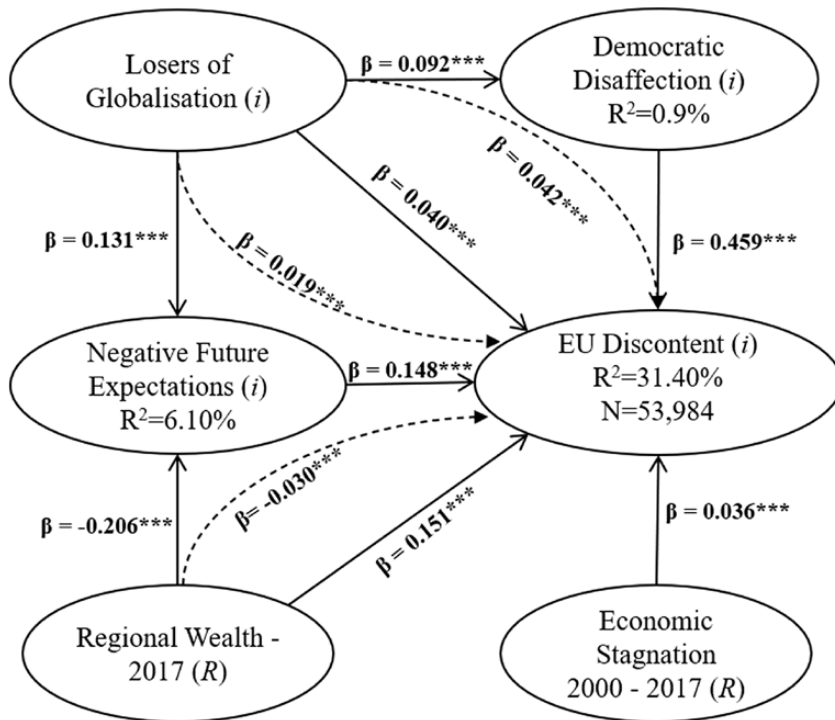 Losers of
Globalisation (i)
β = 0.092***
Democratic
Disaffection (i)
R²=0.9%
β = 0.042***
β = 0.040***
β = 0.131***
β = 0.019***
β = 0.459***
Negative Future
Expectations (i)
R²=6.10%
β = 0.148***
EU Discontent (i)
R²=31.40%
N=53,984
β= -0.030***
β = -0.206***
β = 0.151***
β = 0.036***
Regional Wealth -
2017 (R)
Economic
Stagnation
2000 - 2017 (R)